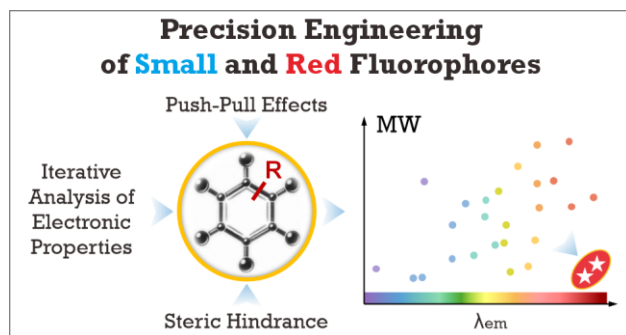 Precision Engineering
of Small and Red Fluorophores
Push-Pull Effects
Iterative
Analysis of
Electronic
Properties
R
Steric Hindrance
MW
λem